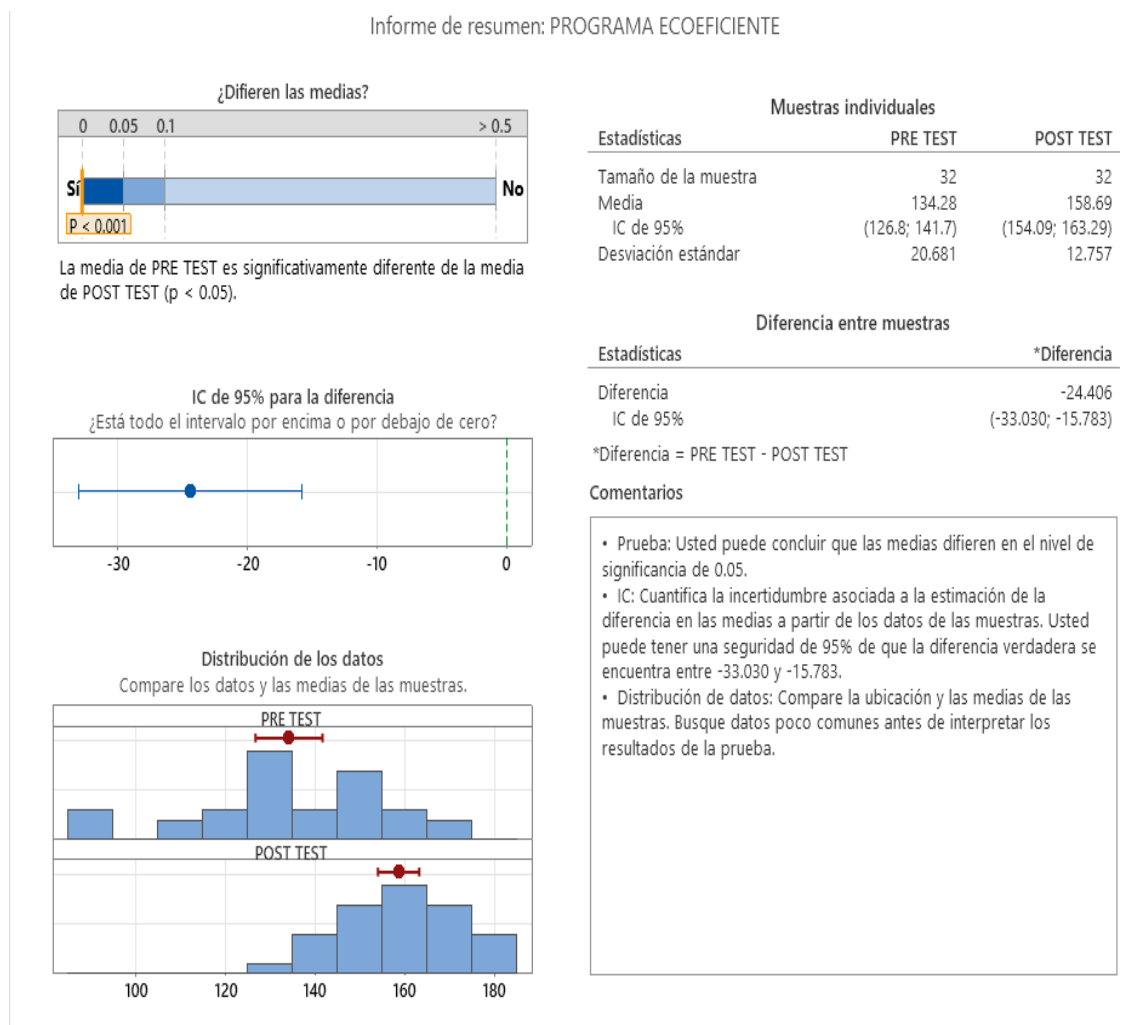 Informe de resumen: PROGRAMA ECOEFICIENTE
¿Difieren las medias?
0 0.05 0.1 > 0.5
Sí No
P < 0.001
La media de PRE TEST es significativamente diferente de la media
de POST TEST (p < 0.05).
IC de 95% para la diferencia
¿Está todo el intervalo por encima o por debajo de cero?
-30 -20 -10 0
Distribución de los datos
Compare los datos y las medias de las muestras.
PRE TEST
POST TEST
100 120 140 160 180
Muestras individuales
Estadísticas PRE TEST POST TEST
Tamaño de la muestra 32 32
Media 134.28 158.69
IC de 95% (126.8; 141.7) (154.09; 163.29)
Desviación estándar 20.681 12.757
Diferencia entre muestras
Estadísticas *Diferencia
Diferencia -24.406
IC de 95% (-33.030; -15.783)
*Diferencia = PRE TEST - POST TEST
Comentarios
• Prueba: Usted puede concluir que las medias difieren en el nivel de
significancia de 0.05.
• IC: Cuantifica la incertidumbre asociada a la estimación de la
diferencia en las medias a partir de los datos de las muestras. Usted
puede tener una seguridad de 95% de que la diferencia verdadera se
encuentra entre -33.030 y -15.783.
• Distribución de datos: Compare la ubicación y las medias de las
muestras. Busque datos poco comunes antes de interpretar los
resultados de la prueba.